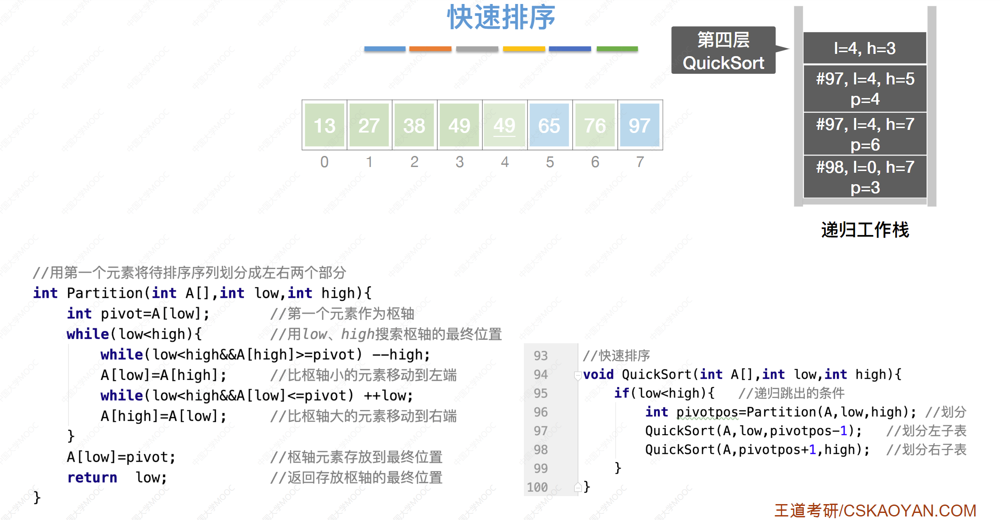 快速排序
第四层
QuickSort
l=4, h=3
#97, l=4, h=5
p=4
#97, l=4, h=7
p=6
#98, l=0, h=7
p=3
递归工作栈
13 27 38 49 49 65 76 97
0 1 2 3 4 5 6 7
//用第一个元素将待排序序列划分成左右两个部分
int Partition(int A[],int low,int high){
int pivot=A[low]; //第一个元素作为枢轴
while(low<high){ //用low、high搜索枢轴的最终位置
while(low<high&&A[high]>=pivot) --high;
A[low]=A[high]; //比枢轴小的元素移动到左端
while(low<high&&A[low]<=pivot) ++low;
A[high]=A[low]; //比枢轴大的元素移动到右端
}
A[low]=pivot; //枢轴元素存放到最终位置
return low; //返回存放枢轴的最终位置
}
93 //快速排序
94 void QuickSort(int A[],int low,int high){
95 if(low<high){ //递归跳出的条件
96 int pivotpos=Partition(A,low,high); //划分
97 QuickSort(A,low,pivotpos-1); //划分左子表
98 QuickSort(A,pivotpos+1,high); //划分右子表
99 }
100 }
王道考研/CSKAOYAN.COM
中国大学MOOC